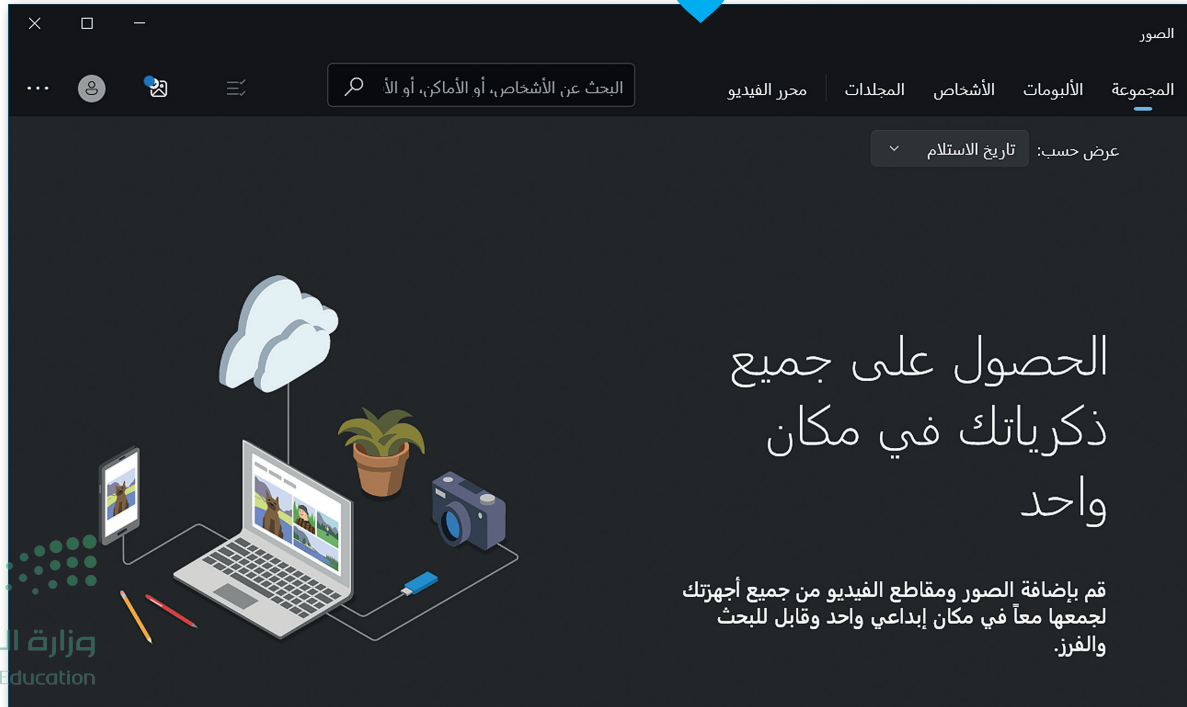 الصور
المجموعة الألبومات الأشخاص المجلدات محرر الفيديو البحث عن الأشخاص، أو الأماكن، أو الأ
عرض حسب: تاريخ الاستلام
الحصول على جميع
ذكرياتك في مكان
واحد
قم بإضافة الصور ومقاطع الفيديو من جميع أجهزتك
لجمعها معاً في مكان إبداعي واحد وقابل للبحث
والفرز.
وزارة
Education